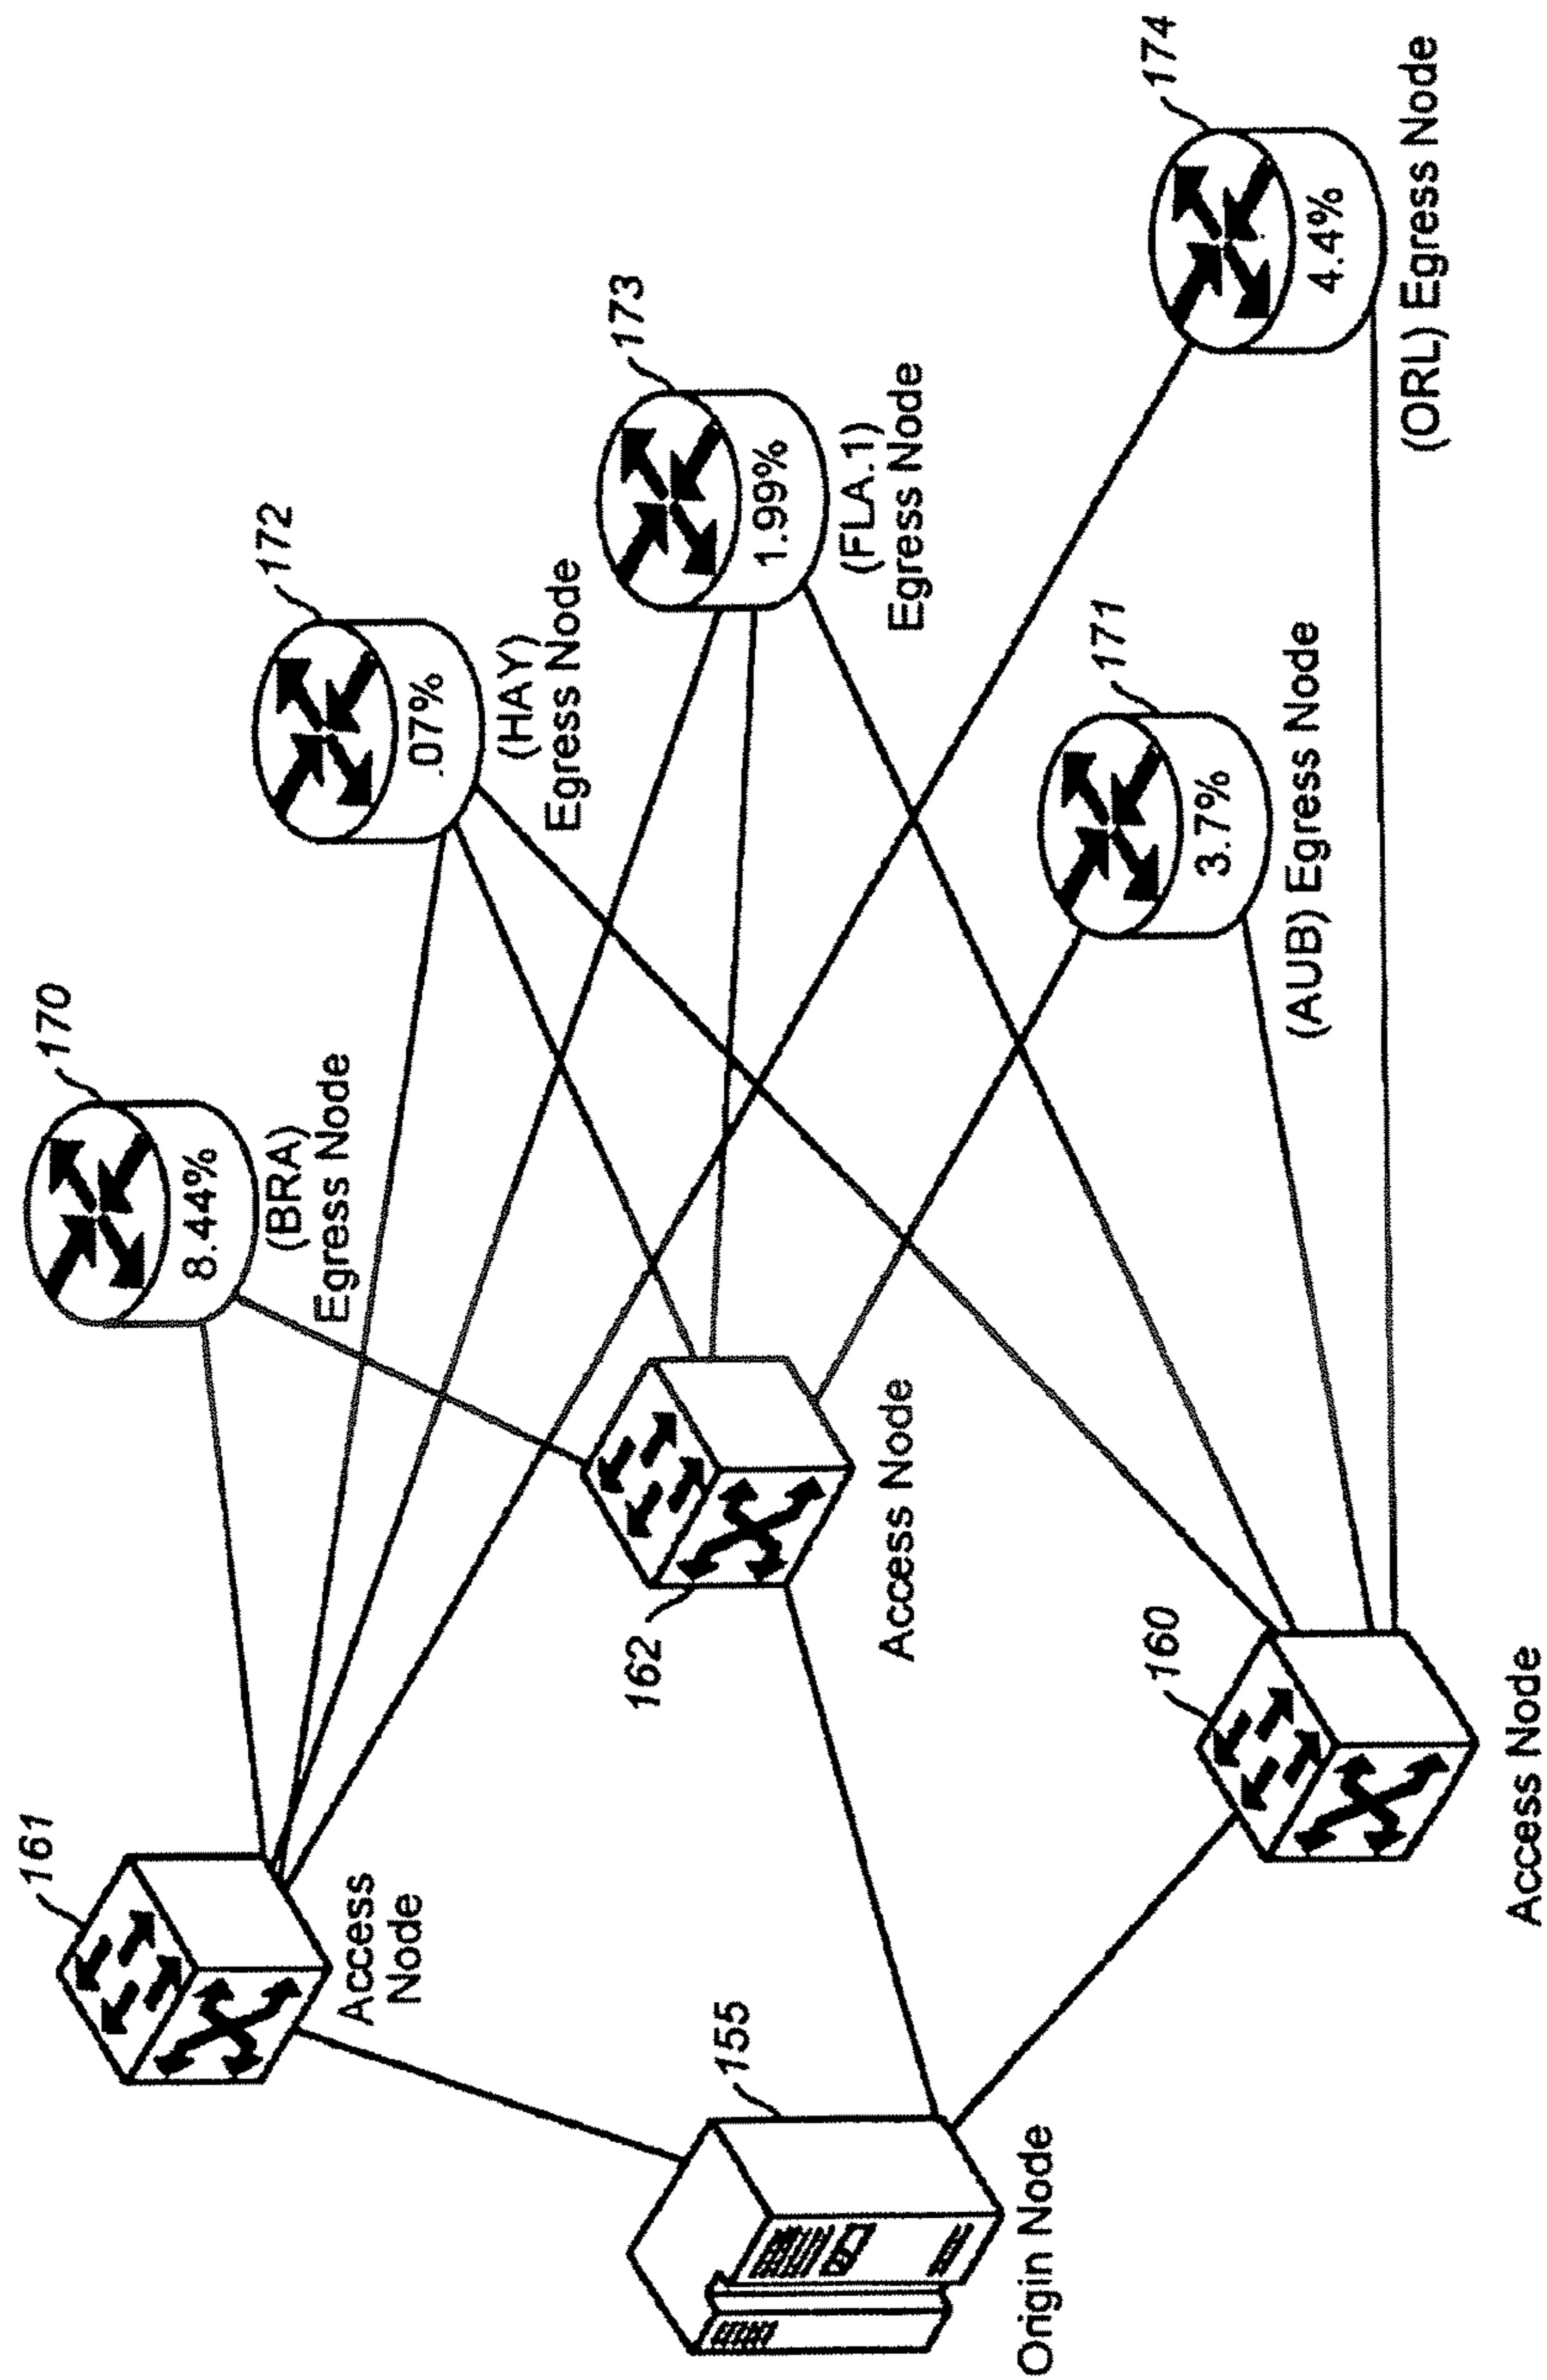 161
Access
Node
155
Origin Node
162
Access Node
160
Access Node
170
8.44%
(BRA)
Egress Node
172
.07%
(HAY)
Egress Node
173
1.99%
(FLA.1)
Egress Node
171
3.7%
(AUB) Egress Node
174
4.4%
(ORL) Egress Node